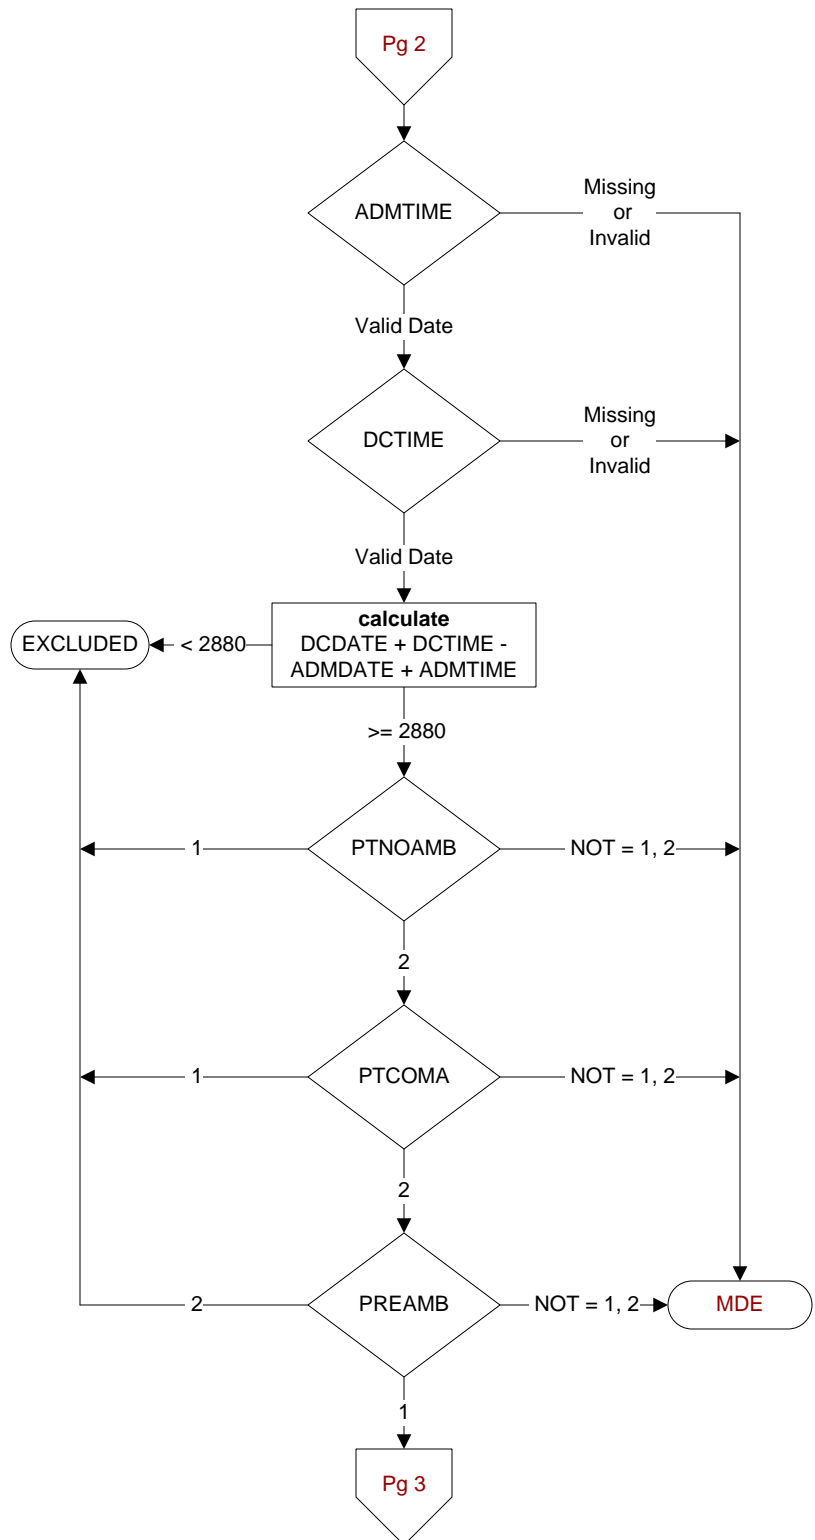 Pg 2
ADMTIME
Missing
or
Invalid
Valid Date
DCTIME
Missing
or
Invalid
Valid Date
EXCLUDED
< 2880
calculate
DCDATE + DCTIME -
ADMDATE + ADMTIME
>= 2880
1
PTNOAMB
NOT = 1, 2
2
1
PTCOMA
NOT = 1, 2
2
2
PREAMB
NOT = 1, 2
MDE
1
Pg 3